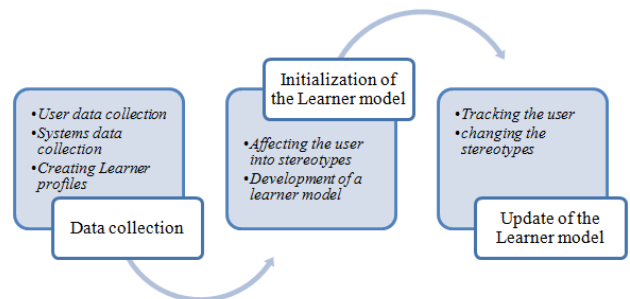 •User data collection
•Systems data
collection
•Creating Learner
profiles
Data collection
Initialization of
the Learner model
•Affecting the user
into stereotypes
•Development of a
learner model
•Tracking the user
•changing the
stereotypes
Update of the
Learner model